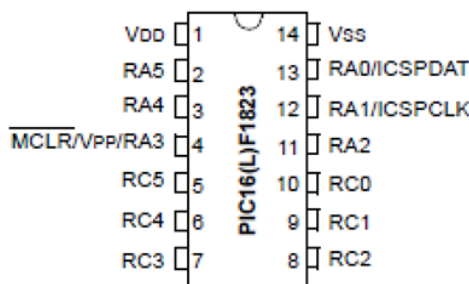 VDD 1 14 VSS
RA5 2 13 RA0/ICSPDAT
RA4 3 12 RA1/ICSPCLK
MCLR/VPP/RA3 4 11 RA2
RC5 5 10 RC0
RC4 6 9 RC1
RC3 7 8 RC2
PIC16(L)F1823